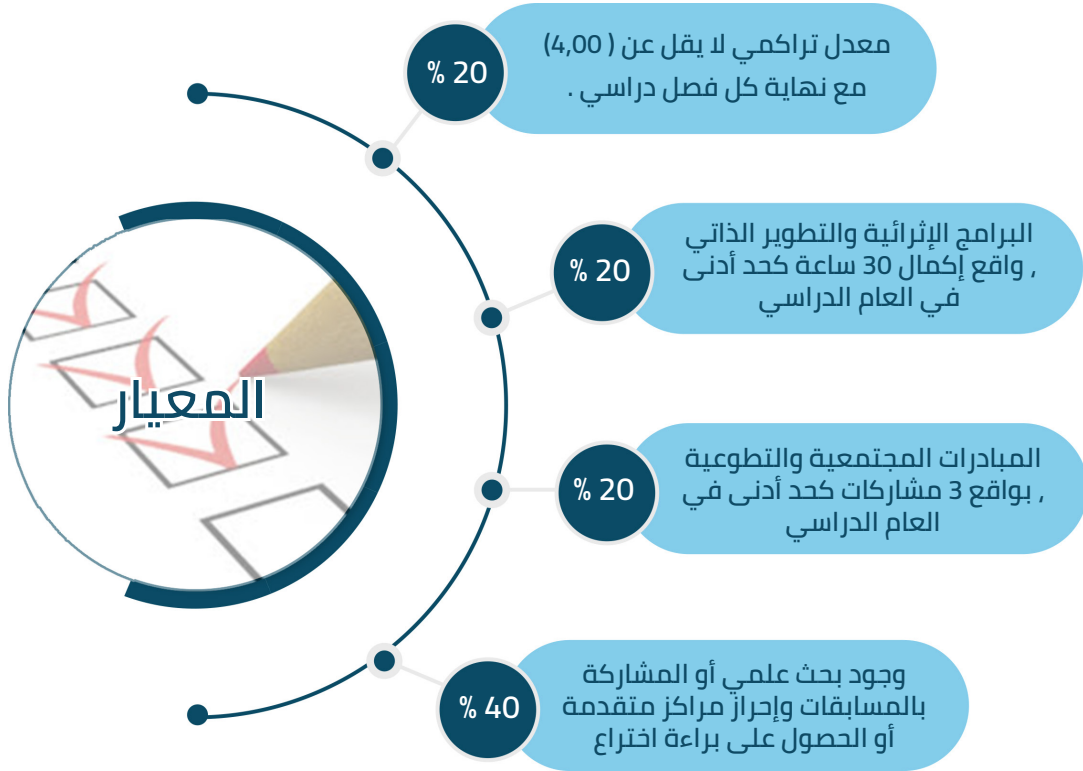 معدل تراكمي لا يقل عن ( 4,00)
مع نهاية كل فصل دراسي .
% 20
البرامج الإثرائية والتطوير الذاتي
، واقع إكمال 30 ساعة كحد أدنى
في العام الدراسي
% 20
المعيار
المبادرات المجتمعية والتطوعية
، بواقع 3 مشاركات كحد أدنى في
العام الدراسي
% 20
وجود بحث علمي أو المشاركة
بالمسابقات وإحراز مراكز متقدمة
أو الحصول على براءة اختراع
% 40